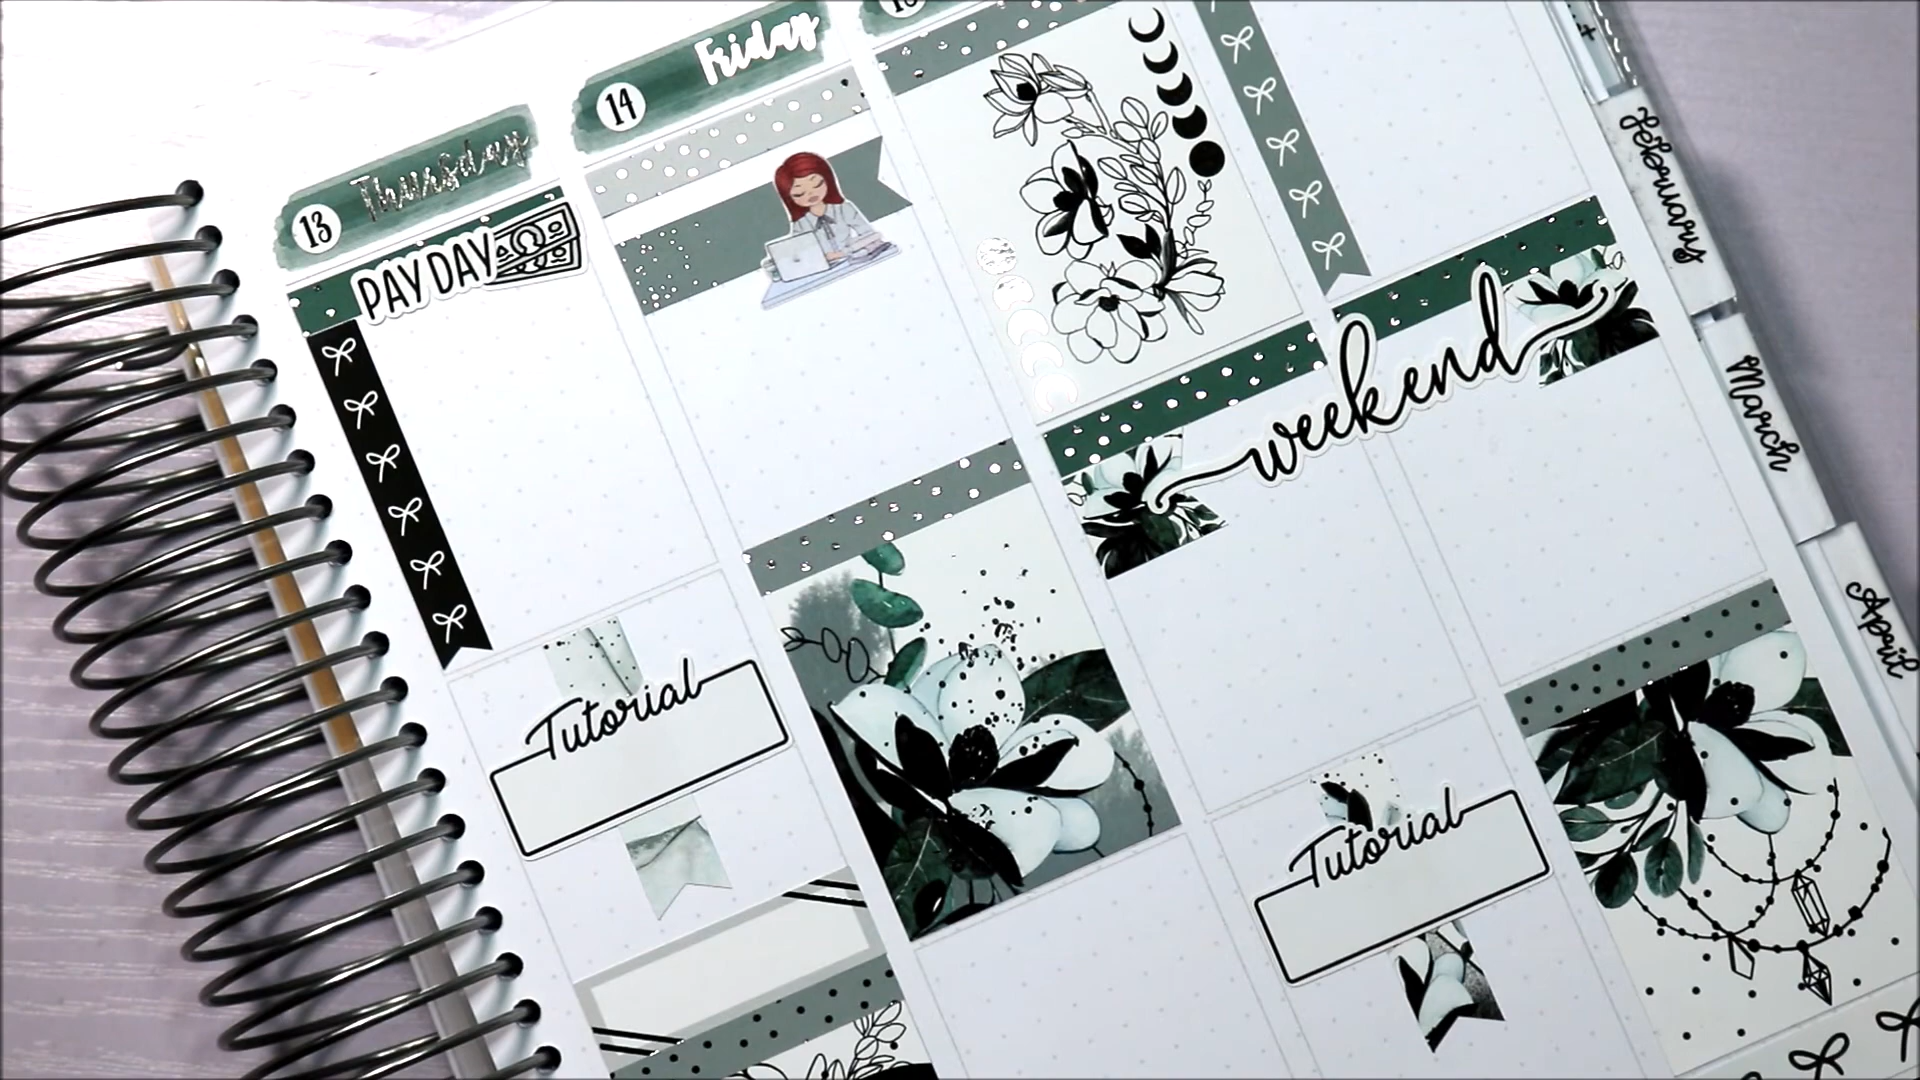 13 Thursday
PAY DAY
14 Friday
weekend
Tutorial
Tutorial
February
March
April